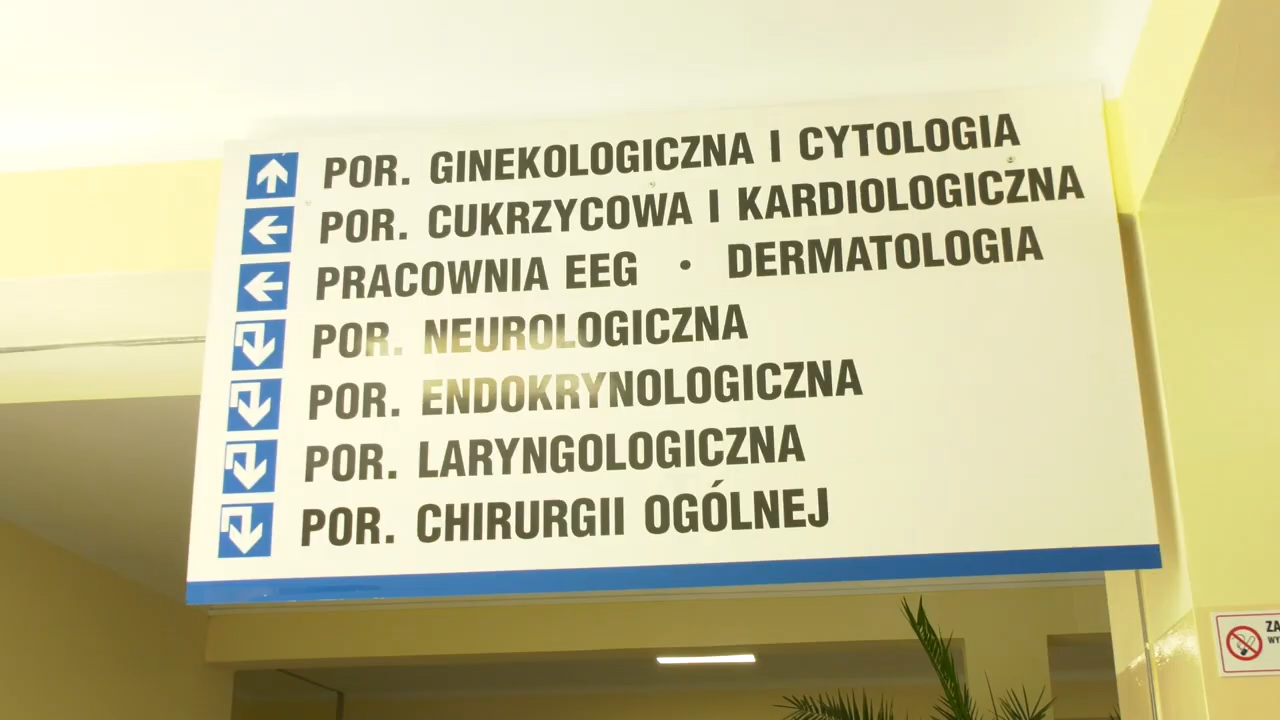 POR. GINEKOLOGICZNA I CYTOLOGIA
POR. CUKRZYCOWA I KARDIOLOGICZNA
PRACOWNIA EEG • DERMATOLOGIA
POR. NEUROLOGICZNA
POR. ENDOKRYNOLOGICZNA
POR. LARYNGOLOGICZNA
POR. CHIRURGII OGÓLNEJ